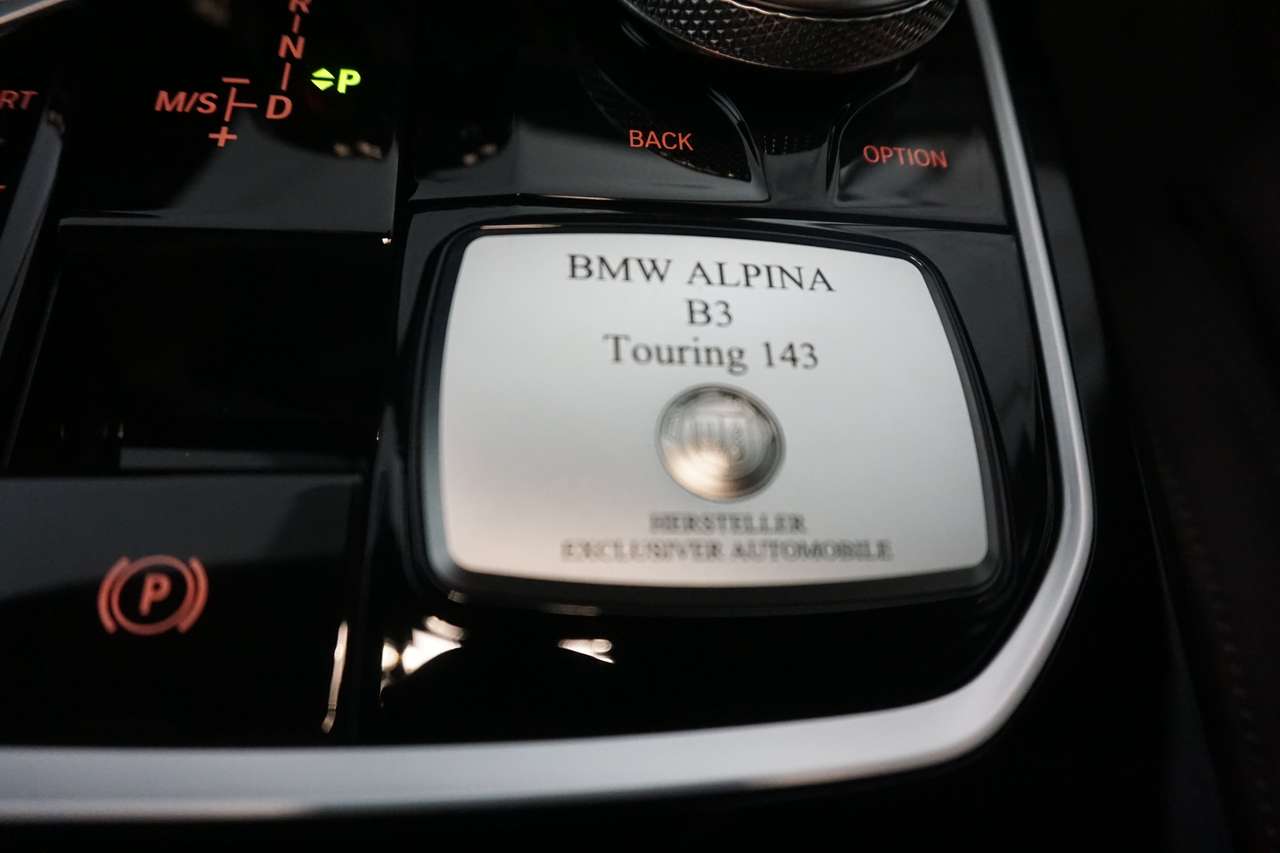 R
N
P
M/S
D
+
RT
BACK
OPTION
BMW ALPINA
B3
Touring 143
HERSTELLER
EXCLUSIVER AUTOMOBILE
P